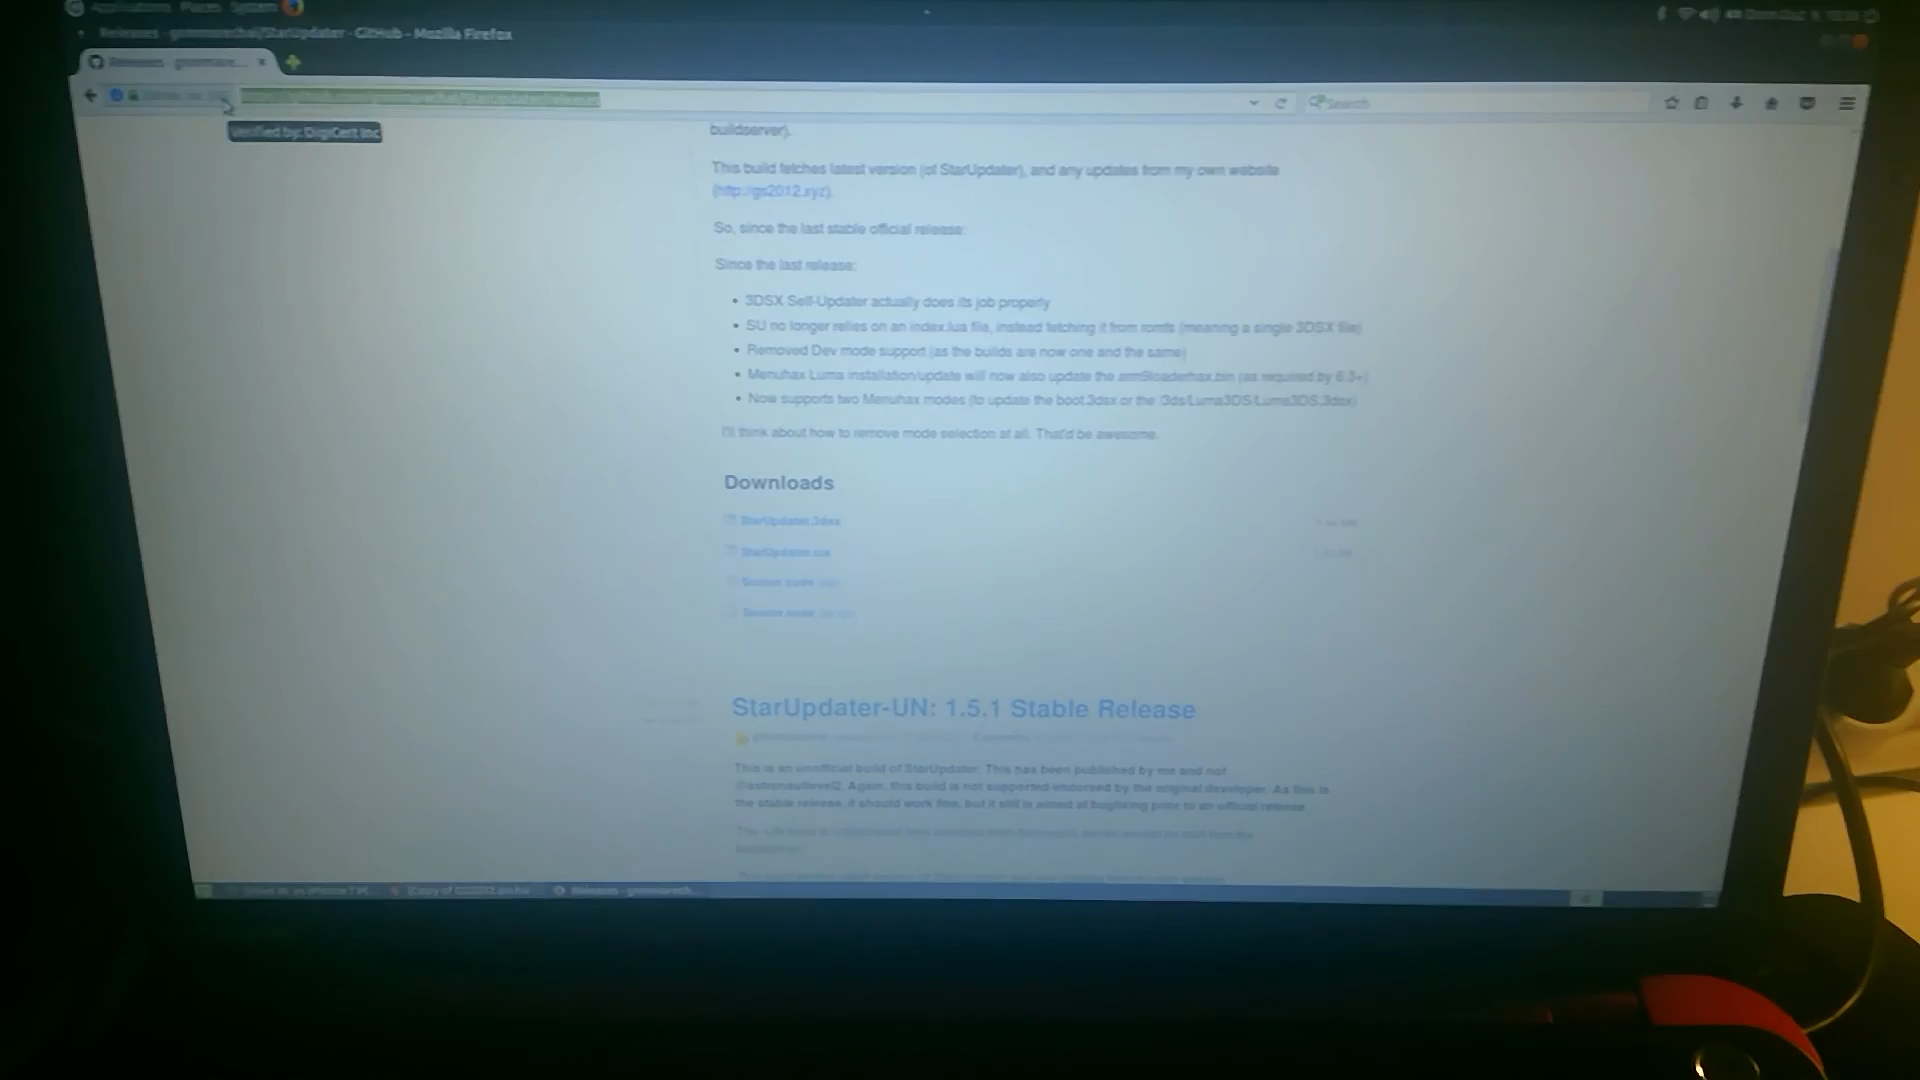 Applications Places System
Releases · gnmmarechal/StarUpdater · GitHub - Mozilla Firefox
Releases · gnmmare...
Search
Verified by: DigiCert Inc
buildserver).
This build fetches latest version (of StarUpdater), and any updates from my own website
(http://gs2012.xyz).
So, since the last stable official release:
Since the last release:
• 3DSX Self-Updater actually does its job properly
• SU no longer relies on an index.lua file, instead fetching it from romfs (meaning a single 3DSX file)
• Removed Dev mode support (as the builds are now one and the same)
• Menuhax Luma installation/update will now also update the arm9loaderhax.bin (as required by 6.3+)
• Now supports two Menuhax modes (to update the boot.3dsx or the /3ds/Luma3DS/Luma3DS.3dsx)
I'll think about how to remove mode selection at all. That'd be awesome.
Downloads
StarUpdater.3dsx
StarUpdater.cia
Source code
Source code
StarUpdater-UN: 1.5.1 Stable Release
This is an unofficial build of StarUpdater. This has been published by me and not
@astronautlevel2. Again, this build is not supported/endorsed by the original developer. As this is
the stable release, it should work fine, but it still is aimed at bugfixing prior to an official release.
Releases · gnmmarech...